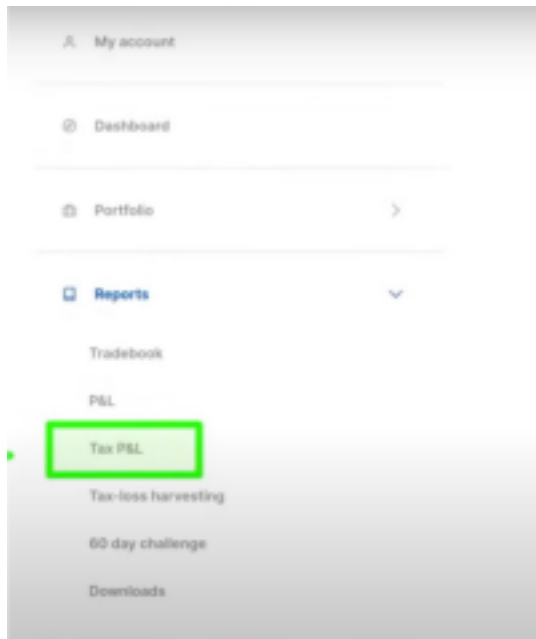 My account
Dashboard
Portfolio
Reports
Tradebook
P&L
Tax P&L
Tax-loss harvesting
60 day challenge
Downloads